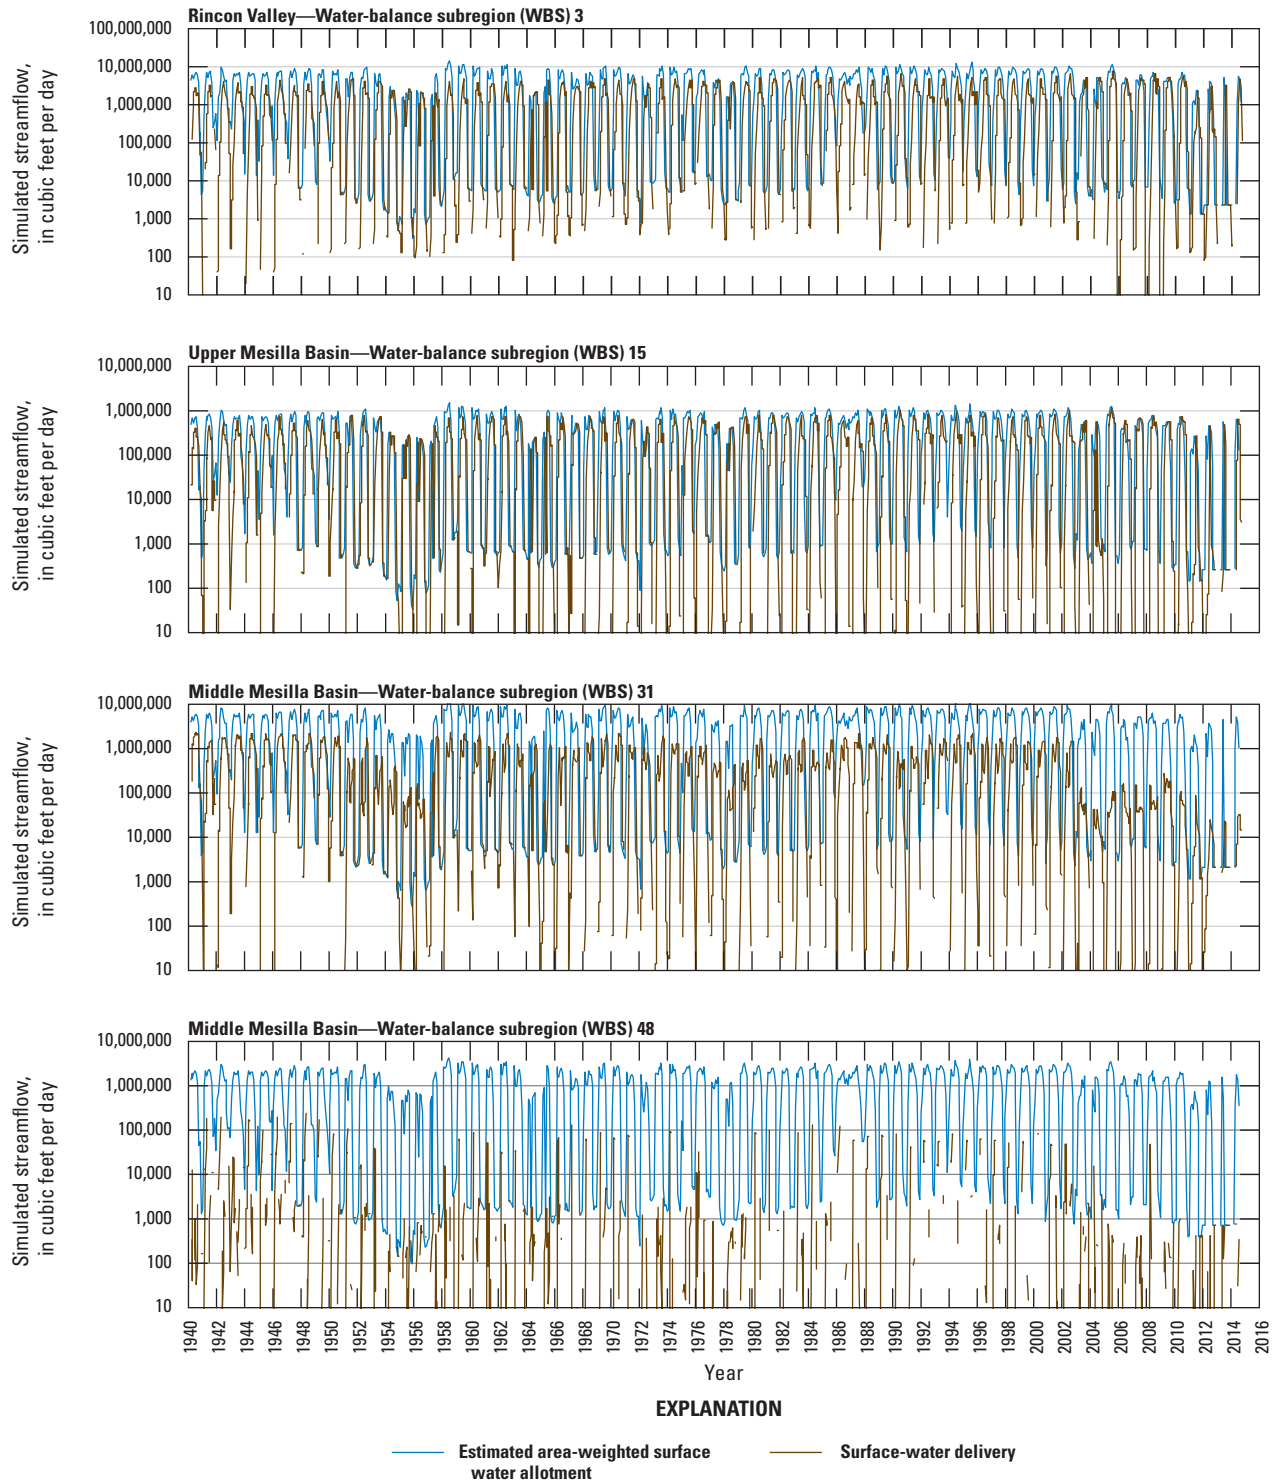 Rincon Valley—Water-balance subregion (WBS) 3
Simulated streamflow,
in cubic feet per day
100,000,000
10,000,000
1,000,000
100,000
10,000
1,000
100
10
Upper Mesilla Basin—Water-balance subregion (WBS) 15
Simulated streamflow,
in cubic feet per day
10,000,000
1,000,000
100,000
10,000
1,000
100
10
Middle Mesilla Basin—Water-balance subregion (WBS) 31
Simulated streamflow,
in cubic feet per day
10,000,000
1,000,000
100,000
10,000
1,000
100
10
Middle Mesilla Basin—Water-balance subregion (WBS) 48
Simulated streamflow,
in cubic feet per day
10,000,000
1,000,000
100,000
10,000
1,000
100
10
1940 1942 1944 1946 1948 1950 1952 1954 1956 1958 1960 1962 1964 1966 1968 1970 1972 1974 1976 1978 1980 1982 1984 1986 1988 1990 1992 1994 1996 1998 2000 2002 2004 2006 2008 2010 2012 2014 2016
Year
EXPLANATION
Estimated area-weighted surface
water allotment
Surface-water delivery